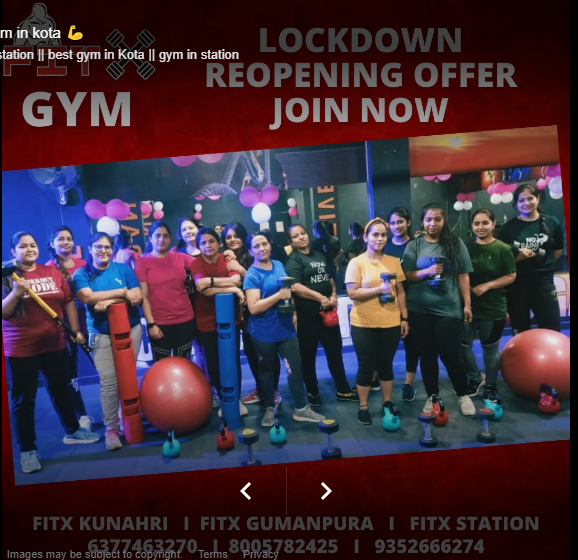 m in kota 💪
station || best gym in Kota || gym in station
FIT X
GYM
LOCKDOWN
REOPENING OFFER
JOIN NOW
FITX KUNAHRI I FITX GUMANPURA I FITX STATION
6377463270 I 8005782425 I 9352666274
Images may be subject to copyright. Terms Privacy